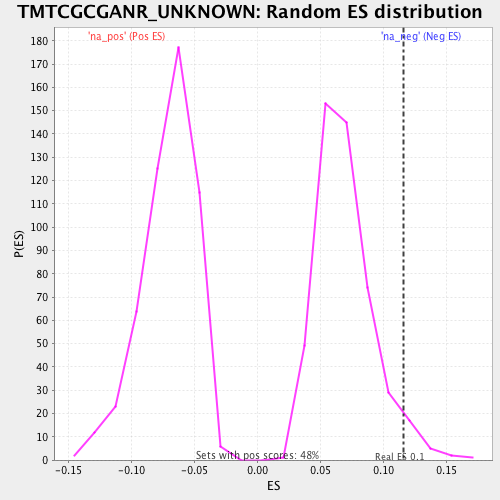 TMTCGCGANR_UNKNOWN: Random ES distribution
'na_pos' (Pos ES)
'na_neg' (Neg ES)
180
170
160
150
140
130
120
110
100
90
80
70
60
50
40
30
20
10
0
P(ES)
Sets with pos scores: 48%
Real ES 0.1
-0.15 -0.10 -0.05 0.00 0.05 0.10 0.15
ES